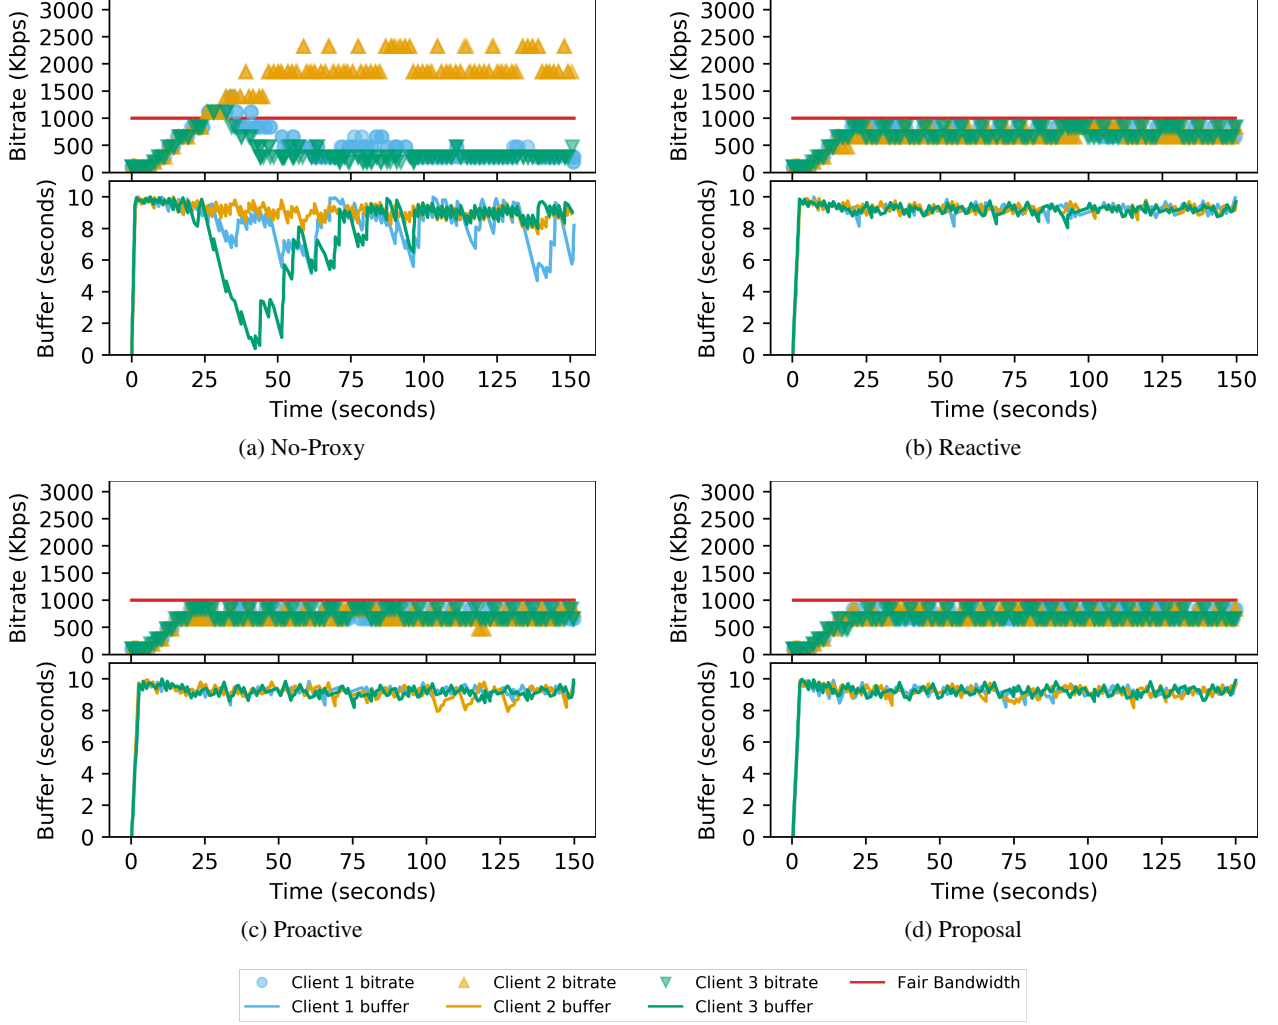 Bitrate (Kbps)
3000
2500
2000
1500
1000
500
0
Buffer (seconds)
10
8
6
4
2
0
0 25 50 75 100 125 150
Time (seconds)
(a) No-Proxy
Bitrate (Kbps)
3000
2500
2000
1500
1000
500
0
Buffer (seconds)
10
8
6
4
2
0
0 25 50 75 100 125 150
Time (seconds)
(b) Reactive
Bitrate (Kbps)
3000
2500
2000
1500
1000
500
0
Buffer (seconds)
10
8
6
4
2
0
0 25 50 75 100 125 150
Time (seconds)
(c) Proactive
Bitrate (Kbps)
3000
2500
2000
1500
1000
500
0
Buffer (seconds)
10
8
6
4
2
0
0 25 50 75 100 125 150
Time (seconds)
(d) Proposal
Client 1 bitrate Client 2 bitrate Client 3 bitrate Fair Bandwidth
Client 1 buffer Client 2 buffer Client 3 buffer